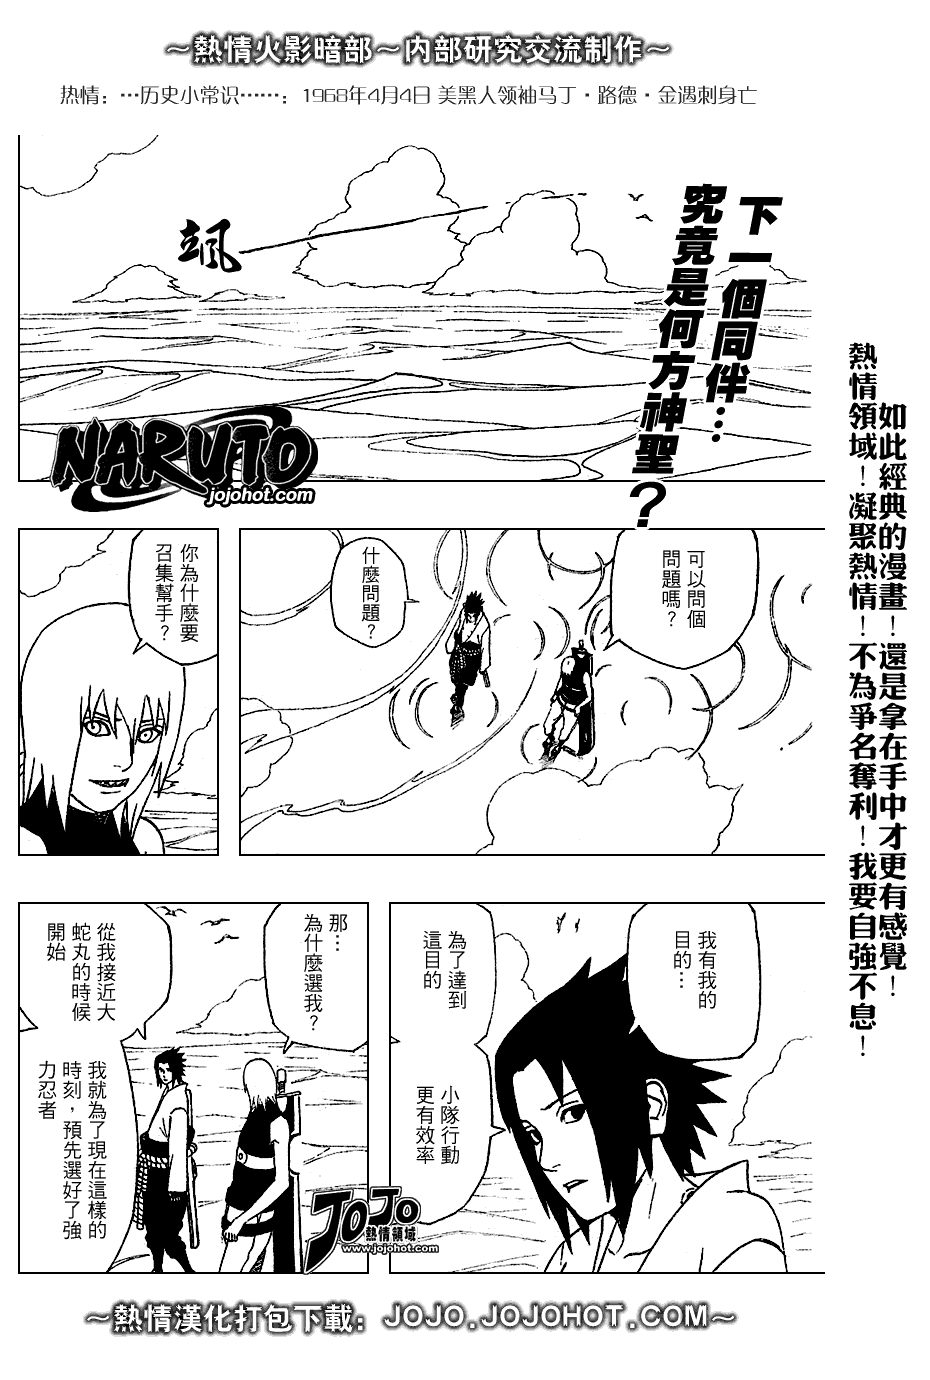 ～熱情火影暗部～内部研究交流制作～
热情：…历史小常识……：1968年4月4日 美黑人领袖马丁·路德·金遇刺身亡
下一個同伴…
究竟是何方神聖？
颯
NARUTO
jojohot.com
如此經典的漫畫！還是拿在手中才更有感覺！
熱情領域！凝聚熱情！不為爭名奪利！我要自強不息！
可以問個
問題嗎？
什麼問題？
你為什麼要
召集幫手？
我有我的
目的…
為了達到
這目的
小隊行動
更有效率
那…
為什麼選我？
從我接近大
蛇丸的時候
開始
我就為了現在這樣的
時刻，預先選好了強
力忍者
JOJO
熱情領域
www.jojohot.com
～熱情漢化打包下載：JOJO.JOJOHOT.COM～